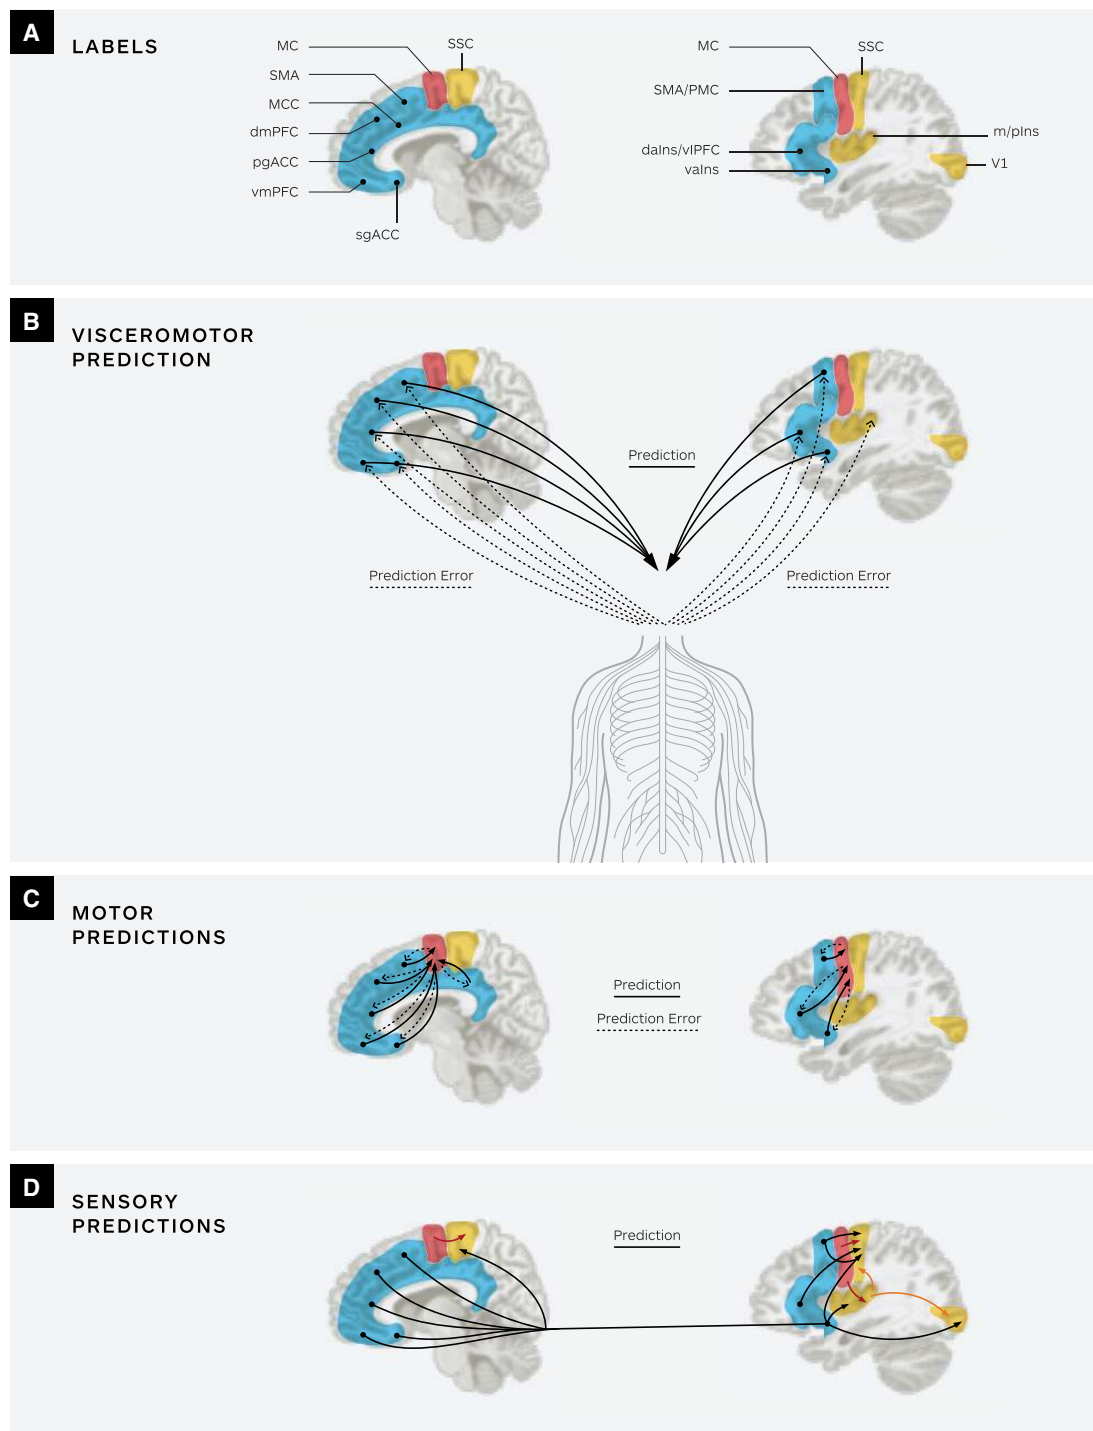 A
LABELS
MC
SSC
SMA
MCC
dmPFC
pgACC
vmPFC
sgACC
MC
SSC
SMA/PMC
m/pIns
daIns/vlPFC
V1
vaIns
B
VISCEROMOTOR
PREDICTION
Prediction
Prediction Error
Prediction Error
C
MOTOR
PREDICTIONS
Prediction
Prediction Error
D
SENSORY
PREDICTIONS
Prediction